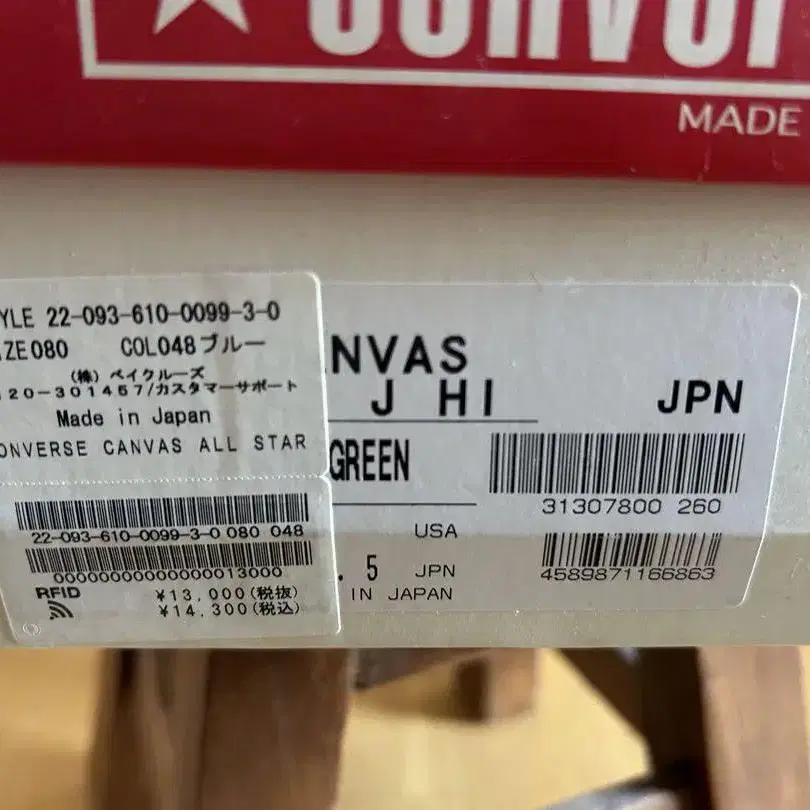 MADE
YLE 22-093-610-0099-3-0
ZE080 COL048ブルー
(株) ベイクルーズ
20-301457/カスタマーサポート
Made in Japan
ONVERSE CANVAS ALL STAR
22-093-610-0099-3-0 080 048
00000000000000013000
RFID
¥13,000(税抜)
¥14,300(税込)
NVAS
J HI JPN
GREEN
31307800 260
USA
. 5 JPN
4589871166863
IN JAPAN